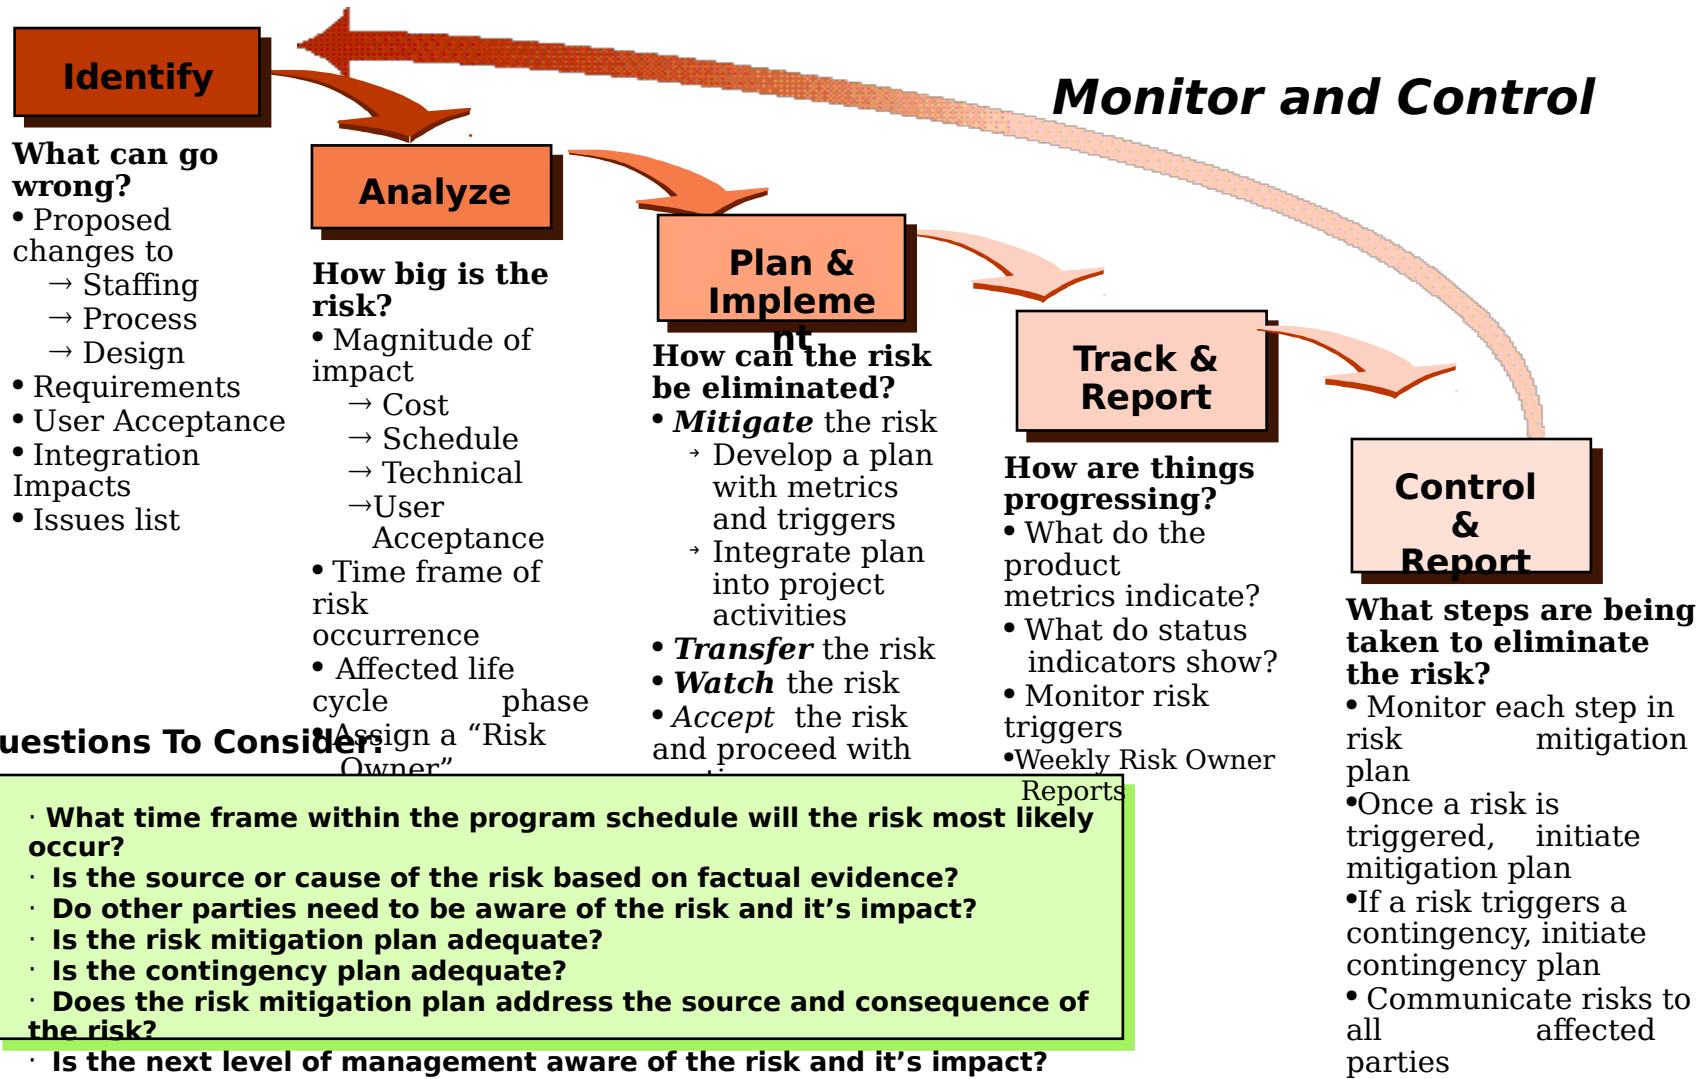 Identify
Monitor and Control
What can go
wrong?
• Proposed
changes to
→ Staffing
→ Process
→ Design
• Requirements
• User Acceptance
• Integration
Impacts
• Issues list
Analyze
How big is the
risk?
• Magnitude of
impact
→ Cost
→ Schedule
→ Technical
→User
Acceptance
• Time frame of
risk
occurrence
• Affected life
cycle phase
• Assign a “Risk
Owner”
Plan &
Impleme
nt
How can the risk
be eliminated?
• Mitigate the risk
→ Develop a plan
with metrics
and triggers
→ Integrate plan
into project
activities
• Transfer the risk
• Watch the risk
• Accept the risk
and proceed with
Track &
Report
How are things
progressing?
• What do the
product
metrics indicate?
• What do status
indicators show?
• Monitor risk
triggers
•Weekly Risk Owner
Reports
Control
&
Report
What steps are being
taken to eliminate
the risk?
• Monitor each step in
risk mitigation
plan
•Once a risk is
triggered, initiate
mitigation plan
•If a risk triggers a
contingency, initiate
contingency plan
• Communicate risks to
all affected
parties
uestions To Consider:
· What time frame within the program schedule will the risk most likely
occur?
· Is the source or cause of the risk based on factual evidence?
· Do other parties need to be aware of the risk and it’s impact?
· Is the risk mitigation plan adequate?
· Is the contingency plan adequate?
· Does the risk mitigation plan address the source and consequence of
the risk?
· Is the next level of management aware of the risk and it’s impact?